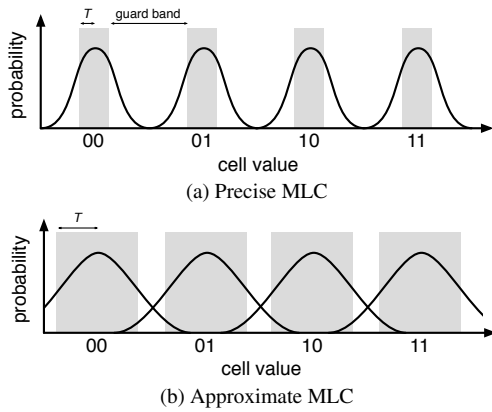 T
guard band
probability
00 01 10 11
cell value
(a) Precise MLC
T
probability
00 01 10 11
cell value
(b) Approximate MLC